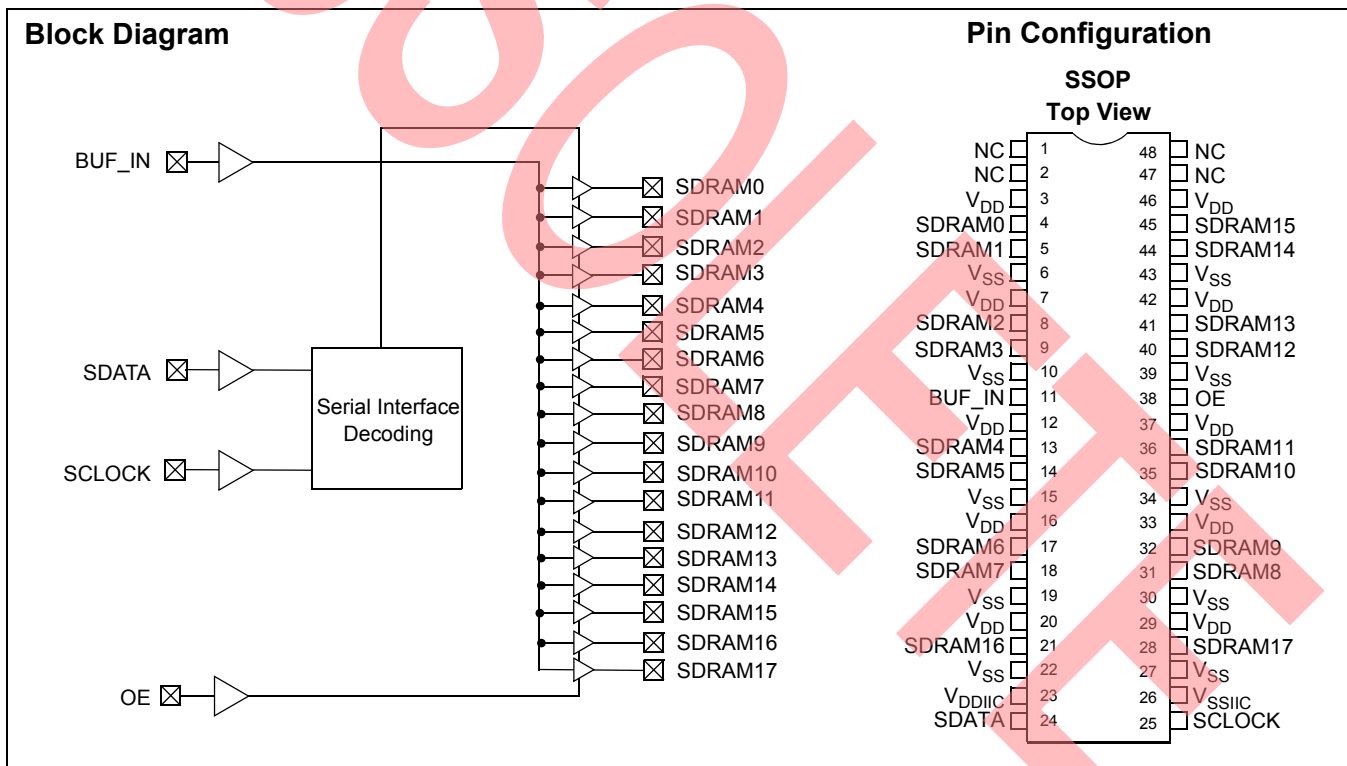 Block Diagram
BUF_IN
SDATA
SCLOCK
OE
Serial Interface
Decoding
SDRAM0
SDRAM1
SDRAM2
SDRAM3
SDRAM4
SDRAM5
SDRAM6
SDRAM7
SDRAM8
SDRAM9
SDRAM10
SDRAM11
SDRAM12
SDRAM13
SDRAM14
SDRAM15
SDRAM16
SDRAM17
Pin Configuration
SSOP
Top View
NC 1 48 NC
NC 2 47 NC
VDD 3 46 VDD
SDRAM0 4 45 SDRAM15
SDRAM1 5 44 SDRAM14
VSS 6 43 VSS
VDD 7 42 VDD
SDRAM2 8 41 SDRAM13
SDRAM3 9 40 SDRAM12
VSS 10 39 VSS
BUF_IN 11 38 OE
VDD 12 37 VDD
SDRAM4 13 36 SDRAM11
SDRAM5 14 35 SDRAM10
VSS 15 34 VSS
VDD 16 33 VDD
SDRAM6 17 32 SDRAM9
SDRAM7 18 31 SDRAM8
VSS 19 30 VSS
VDD 20 29 VDD
SDRAM16 21 28 SDRAM17
VSS 22 27 VSS
VDDIIC 23 26 VSSIIC
SDATA 24 25 SCLOCK